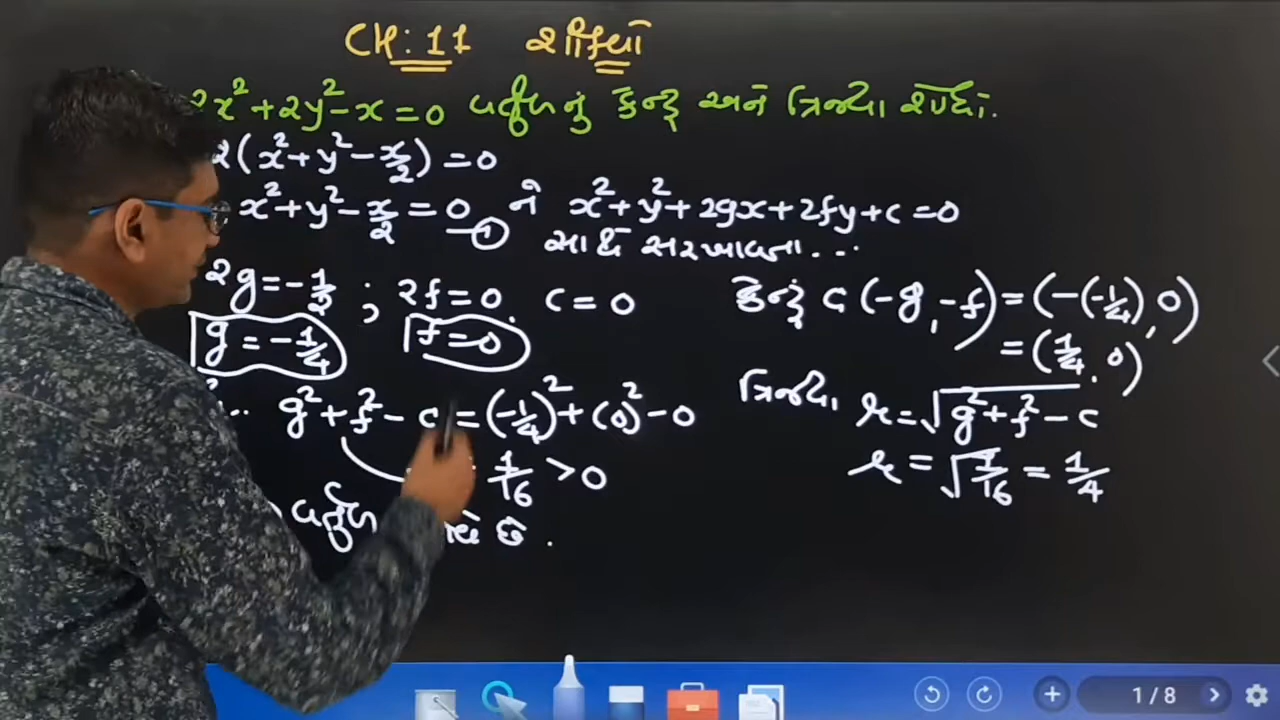 CH: 11 શાંકવો
2x² + 2y² - x = 0 વર્તુળનું કેન્દ્ર અને ત્રિજ્યા શોધો.
2(x² + y² - x/2) = 0
x² + y² - x/2 = 0 ને x² + y² + 2gx + 2fy + c = 0
સાથે સરખાવતા...
2g = -1/2 ; 2f = 0, c = 0
g = -1/4 f = 0
... g² + f² - c = (-1/4)² + (0)² - 0
1/16 > 0
વર્તુળ છે.
કેન્દ્ર C(-g, -f) = (-(-1/4), 0)
= (1/4, 0)
ત્રિજ્યા, r = √g² + f² - c
r = √1/16 = 1/4
1 / 8